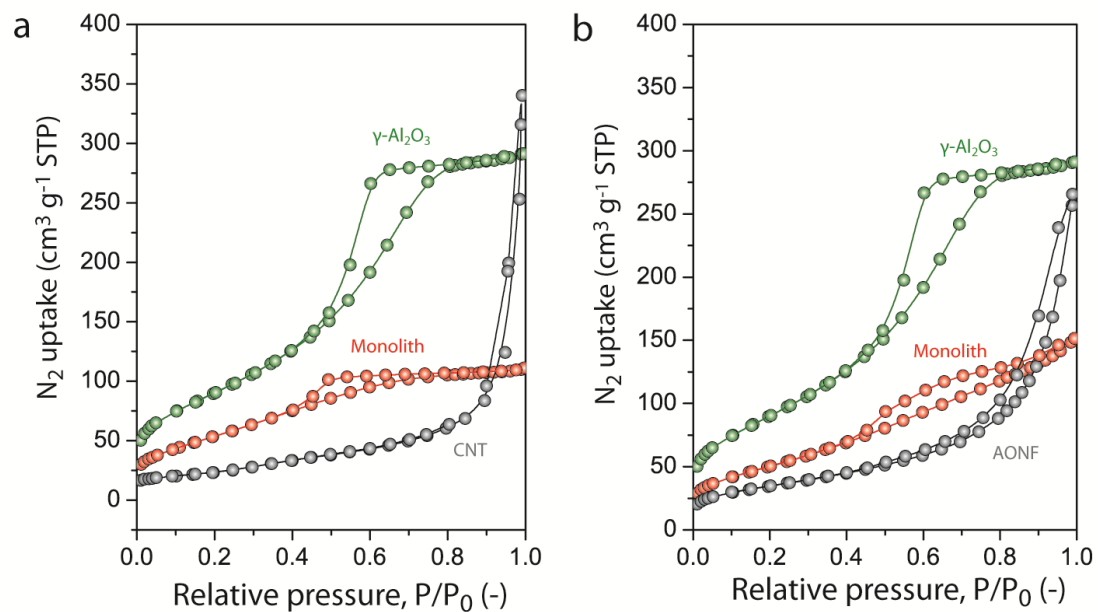 a
400
350
300
250
200
150
100
50
0
N₂ uptake (cm³ g⁻¹ STP)
γ-Al₂O₃
Monolith
CNT
0.0 0.2 0.4 0.6 0.8 1.0
Relative pressure, P/P₀ (-)
b
400
350
300
250
200
150
100
50
0
N₂ uptake (cm³ g⁻¹ STP)
γ-Al₂O₃
Monolith
AONF
0.0 0.2 0.4 0.6 0.8 1.0
Relative pressure, P/P₀ (-)